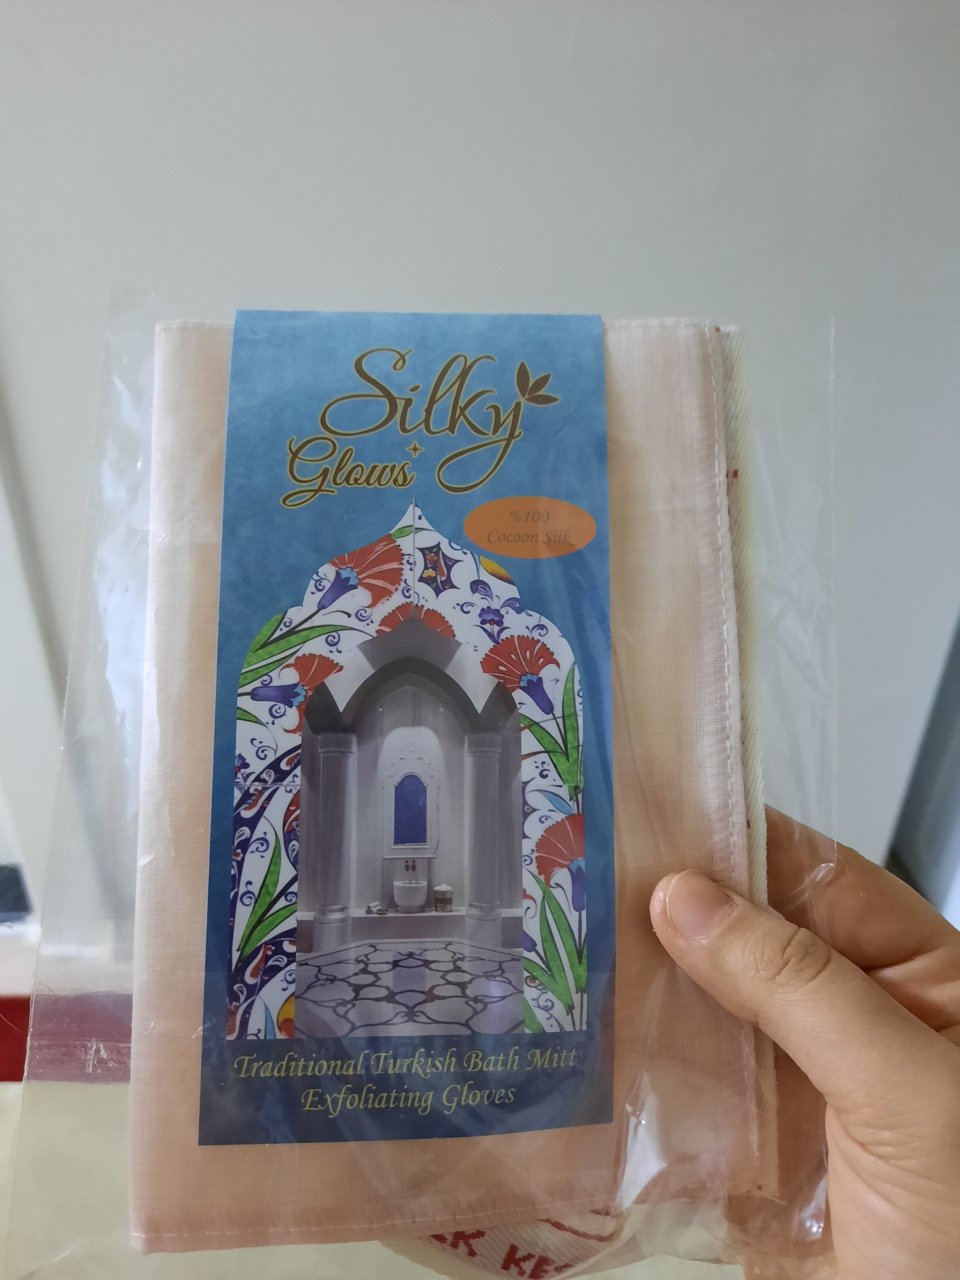 Silky
Glows
%100
Cocoon Silk
Traditional Turkish Bath Mitt
Exfoliating Gloves